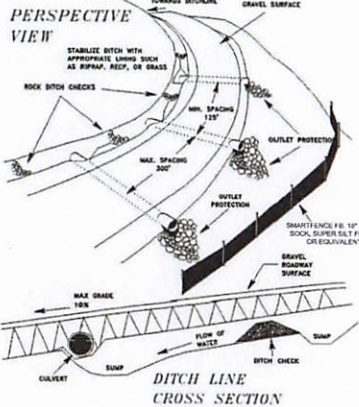 TOWARDS DITCHLINE
GRAVEL SURFACE
PERSPECTIVE
VIEW
STABILIZE DITCH WITH
APPROPRIATE LINING SUCH
AS RIPRAP, RECP, OR GRASS
ROCK DITCH CHECKS
MIN. SPACING
125'
MAX. SPACING
300'
OUTLET PROTECTION
OUTLET
PROTECTION
SMARTFENCE FB, 18"
SOCK, SUPER SILT F
OR EQUIVALENT
GRAVEL
ROADWAY
SURFACE
MAX GRADE
10%
FLOW OF
WATER
SUMP
SUMP
DITCH CHECK
CULVERT
DITCH LINE
CROSS SECTION